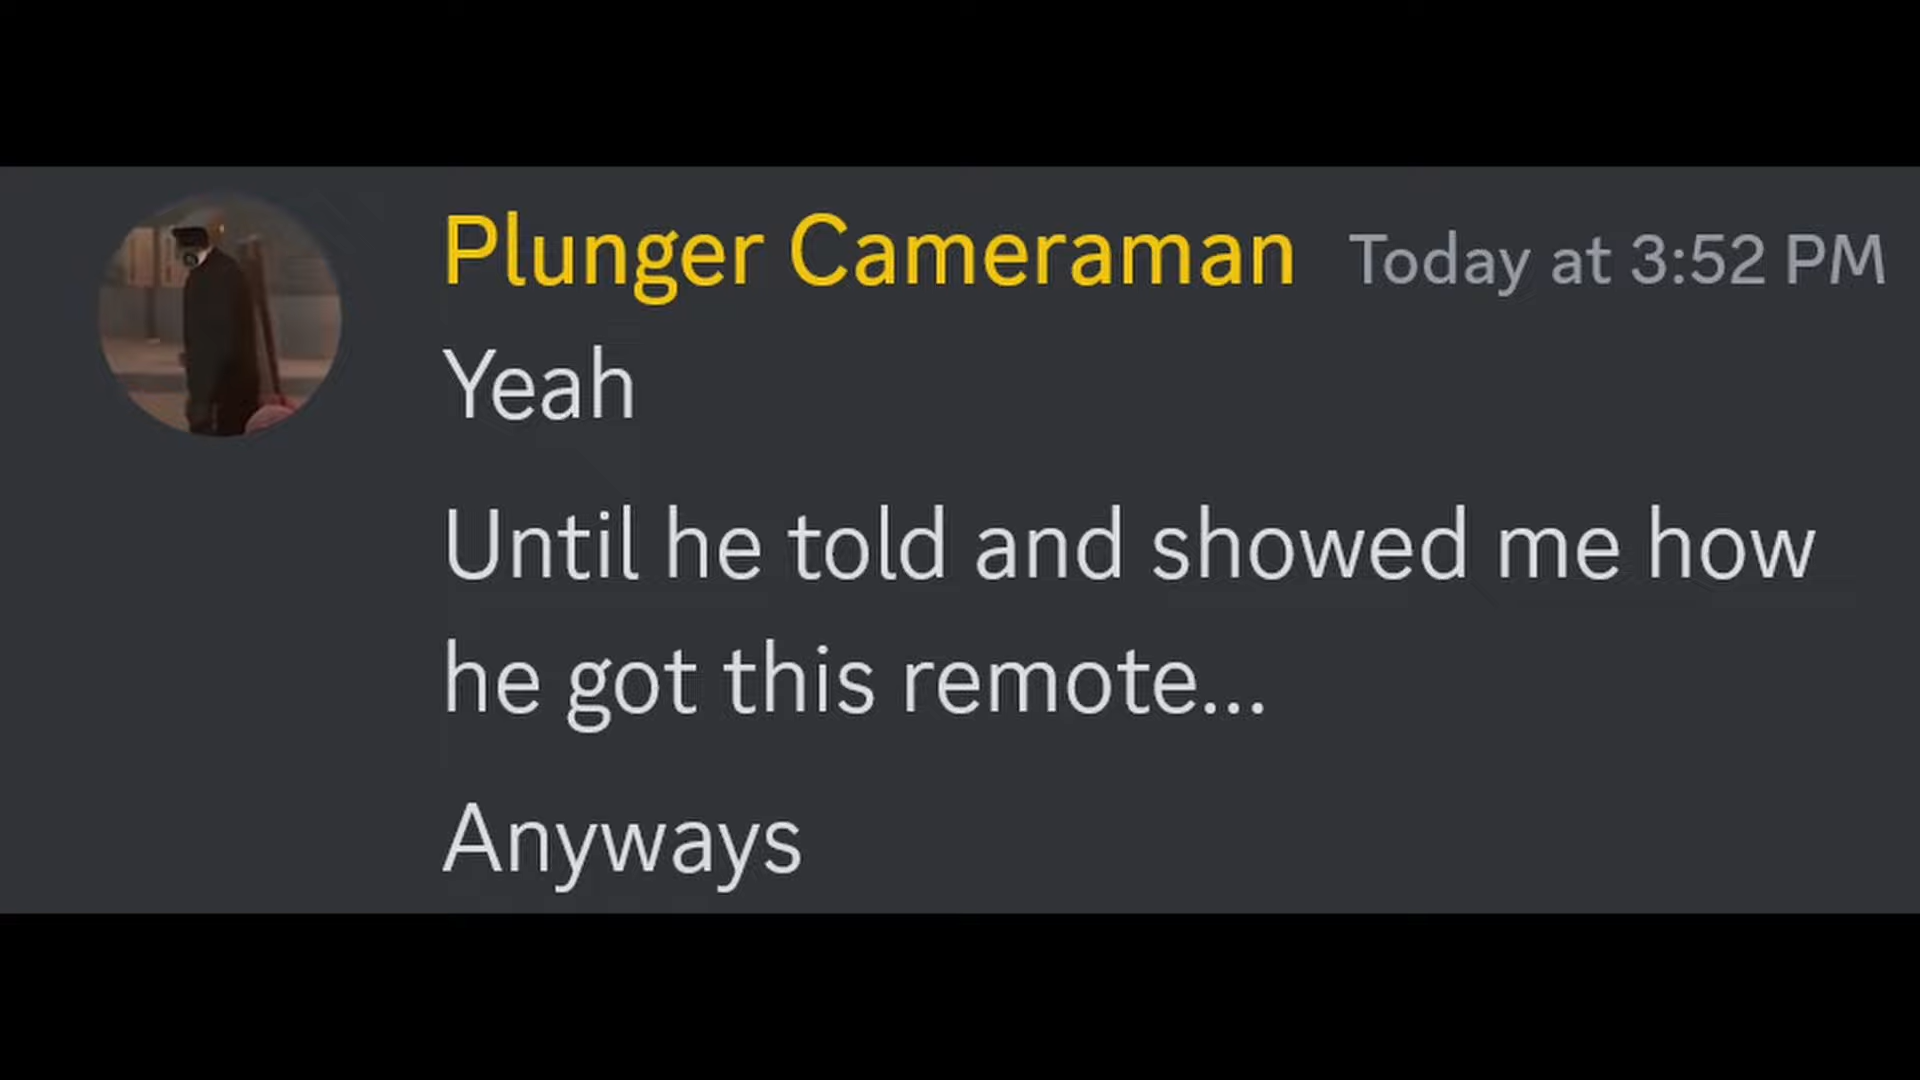 Plunger Cameraman Today at 3:52 PM
Yeah
Until he told and showed me how
he got this remote...
Anyways